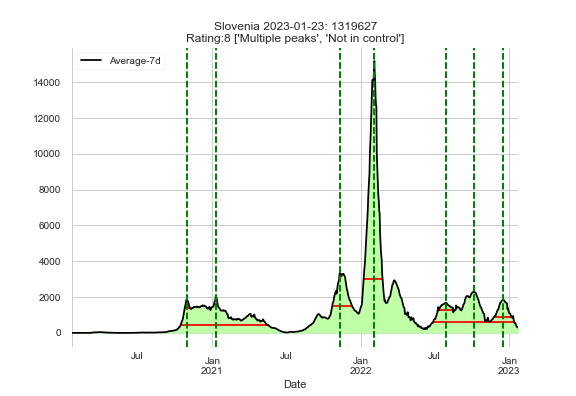 Slovenia 2023-01-23: 1319627
Rating:8 ['Multiple peaks', 'Not in control']
Average-7d
14000
12000
10000
8000
6000
4000
2000
0
Jul
Jan
2021
Jul
Jan
2022
Jul
Jan
2023
Date